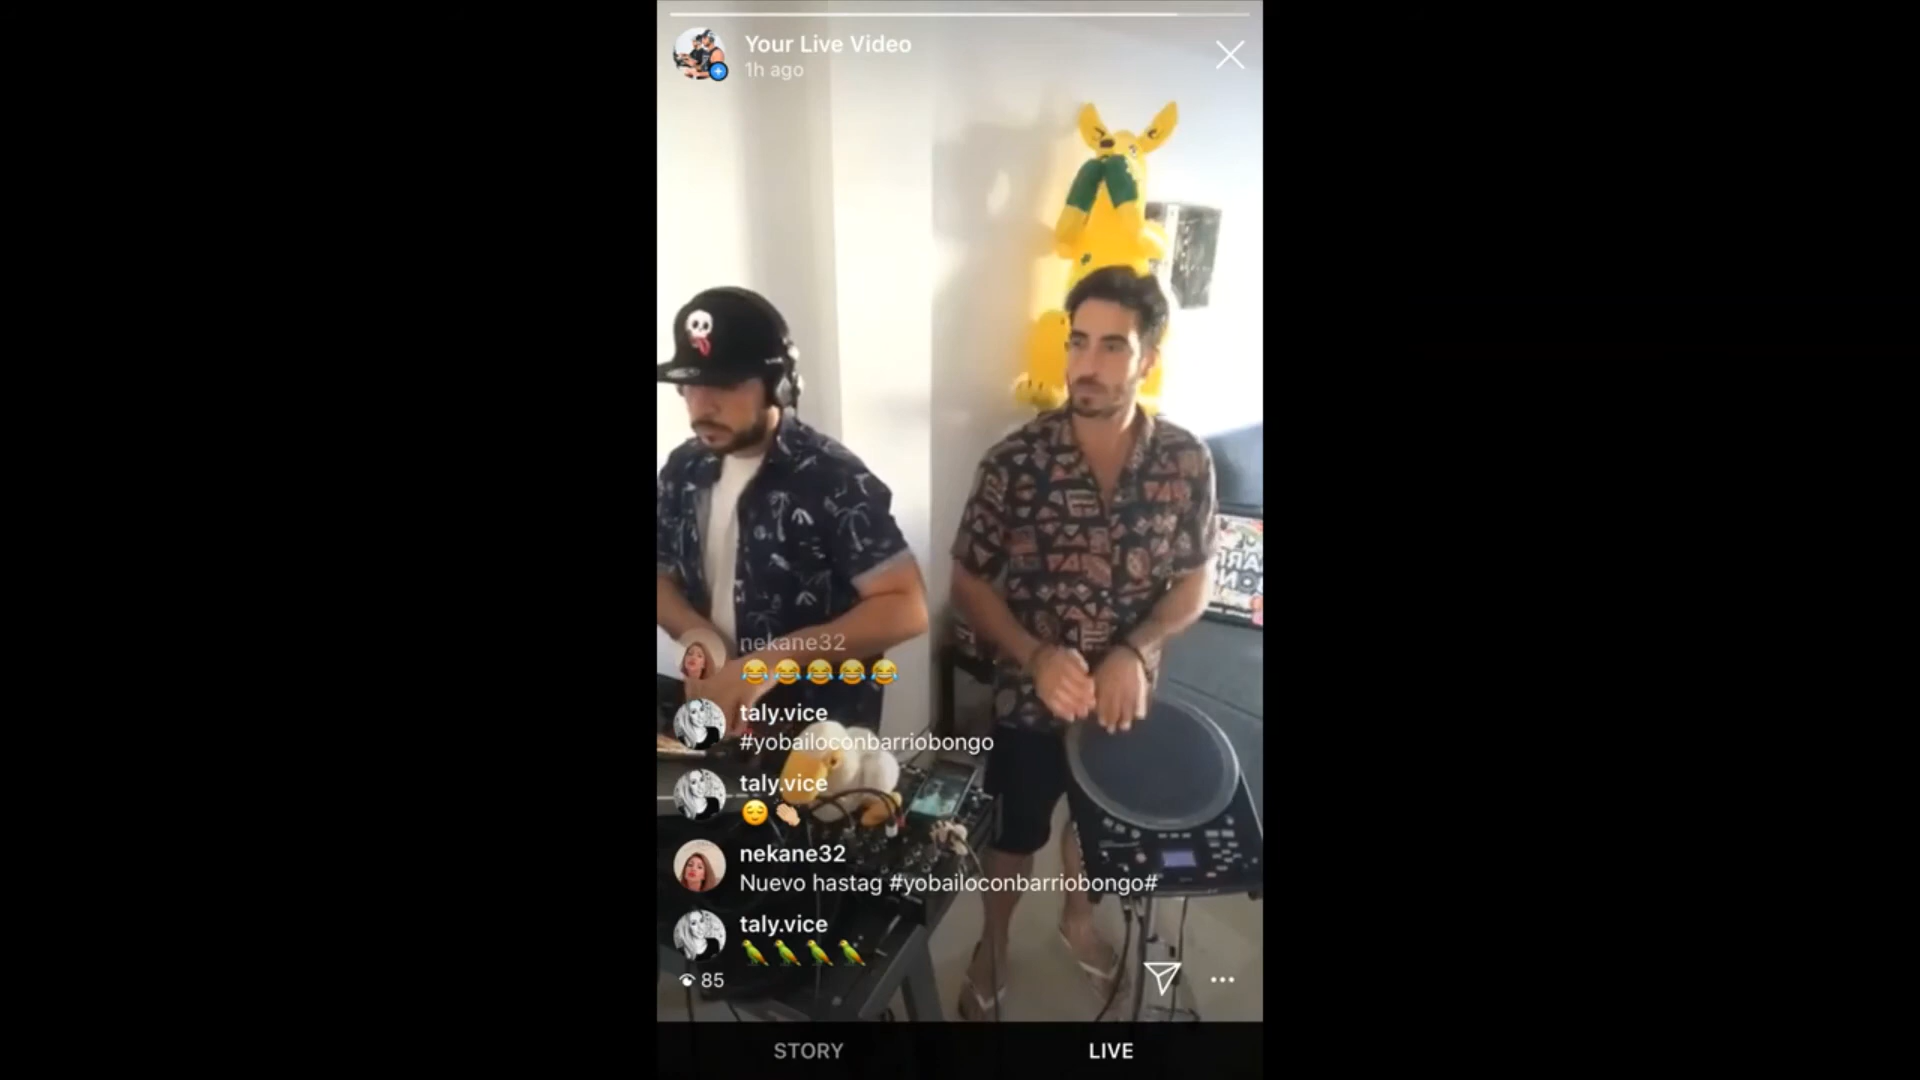 Your Live Video
1h ago
nekane32
😂😂😂😂😂
taly.vice
#yobailoconbarriobongo
taly.vice
😌👏🏻
nekane32
Nuevo hastag #yobailoconbarriobongo#
taly.vice
🦜🦜🦜🦜
85
STORY
LIVE